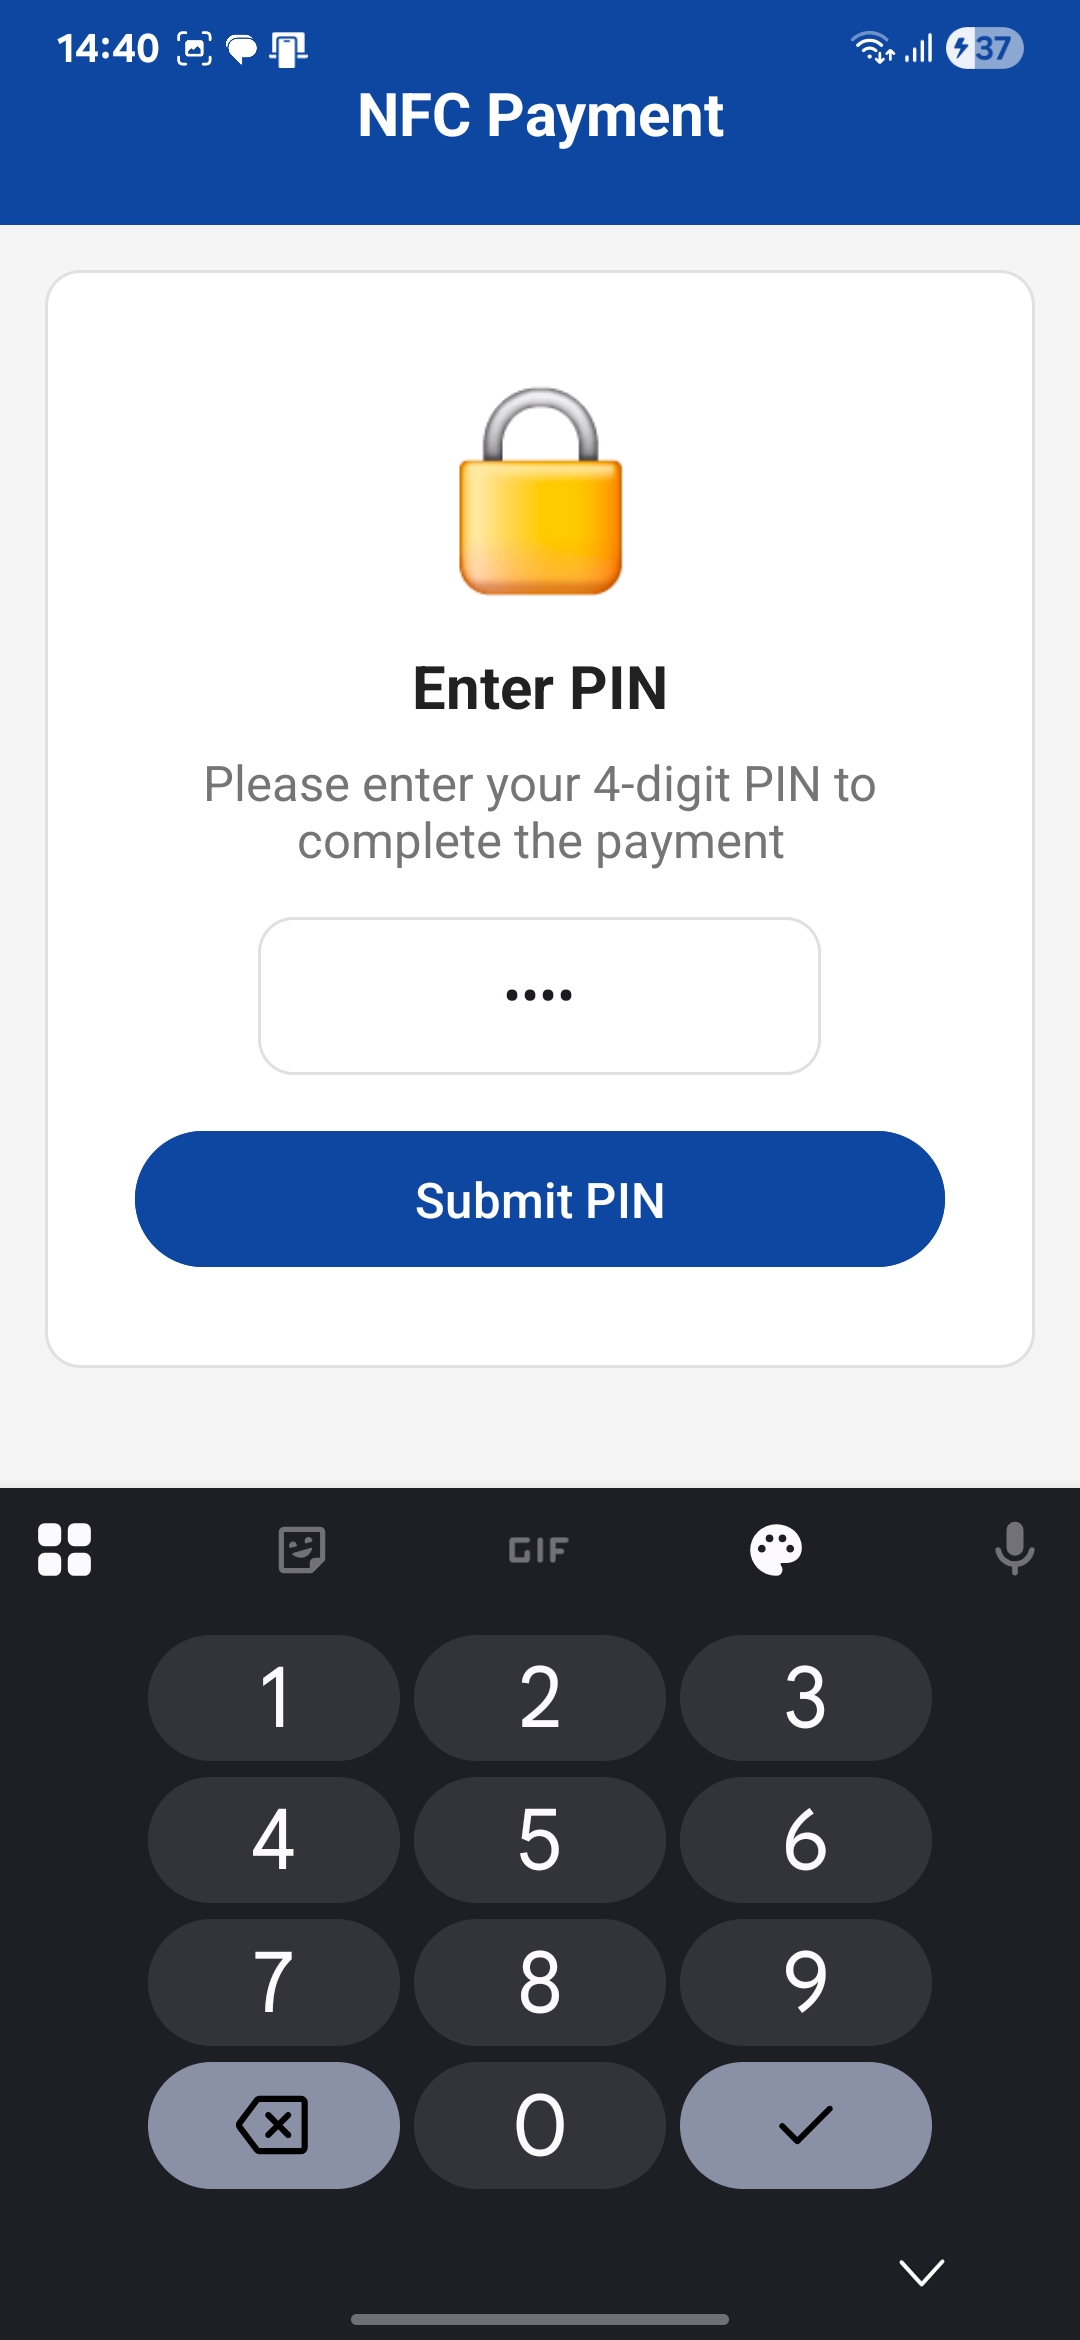 14:40
37
NFC Payment
Enter PIN
Please enter your 4-digit PIN to
complete the payment
••••
Submit PIN
GIF
1 2 3
4 5 6
7 8 9
0